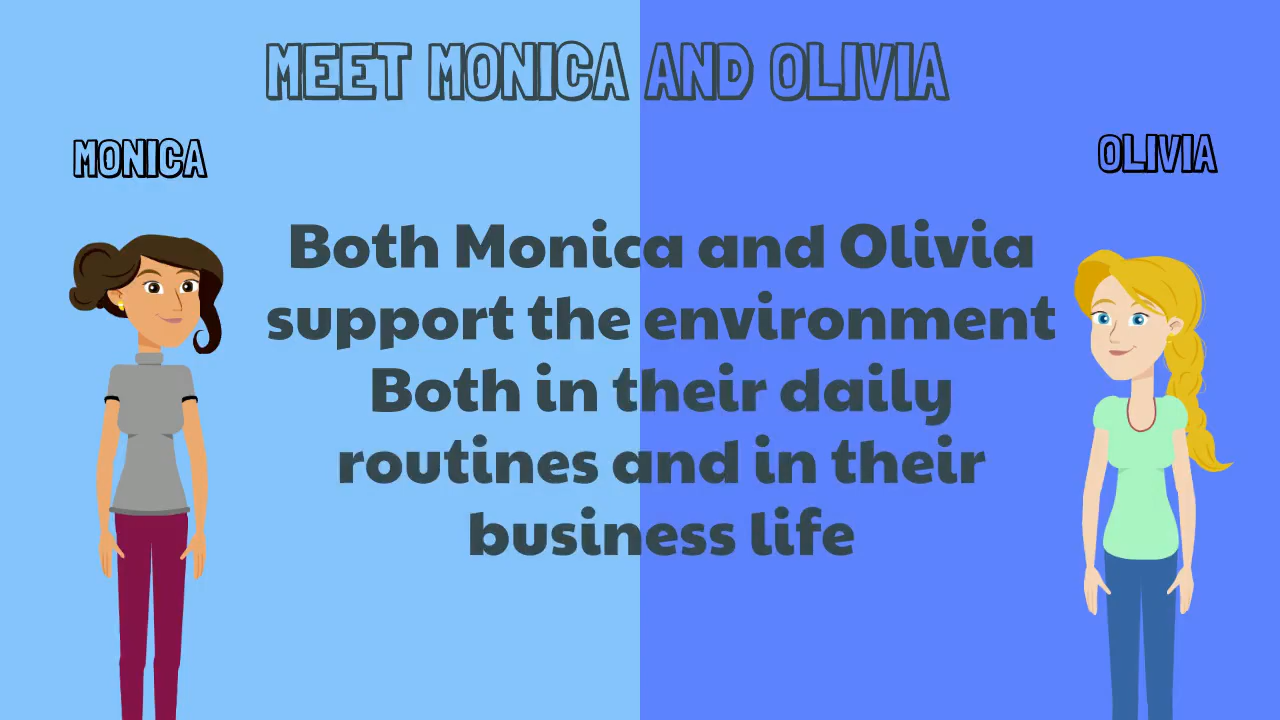 MEET MONICA AND OLIVIA
MONICA
OLIVIA
Both Monica and Olivia
support the environment
Both in their daily
routines and in their
business life